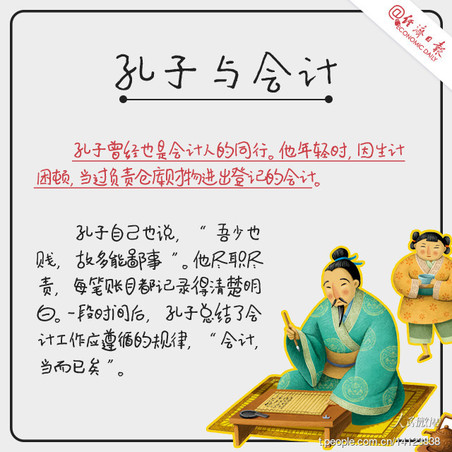 @经济日报
ECONOMIC DAILY
孔子与会计
孔子曾经也是会计人的同行。他年轻时,因生计
困顿,当过负责仓库财物进出登记的会计。
孔子自己也说,“吾少也
贱,故多能鄙事”。他尽职尽
责,每笔账目都记录得清楚明
白。一段时间后,孔子总结了会
计工作应遵循的规律,“会计,
当而已矣”。
人民微博
t.people.com.cn/14121838